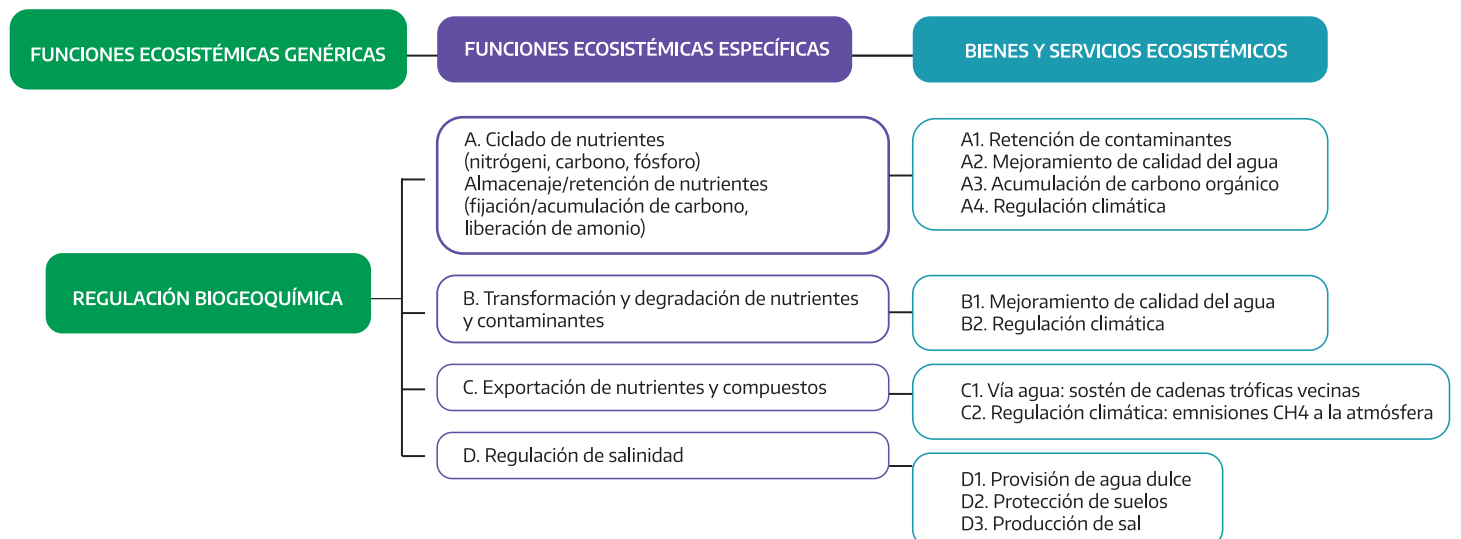 FUNCIONES ECOSISTÉMICAS GENÉRICAS
FUNCIONES ECOSISTÉMICAS ESPECÍFICAS
BIENES Y SERVICIOS ECOSISTÉMICOS
REGULACIÓN BIOGEOQUÍMICA
A. Ciclado de nutrientes
(nitrógeni, carbono, fósforo)
Almacenaje/retención de nutrientes
(fijación/acumulación de carbono,
liberación de amonio)
A1. Retención de contaminantes
A2. Mejoramiento de calidad del agua
A3. Acumulación de carbono orgánico
A4. Regulación climática
B. Transformación y degradación de nutrientes
y contaminantes
B1. Mejoramiento de calidad del agua
B2. Regulación climática
C. Exportación de nutrientes y compuestos
C1. Vía agua: sostén de cadenas tróficas vecinas
C2. Regulación climática: emnisiones CH4 a la atmósfera
D. Regulación de salinidad
D1. Provisión de agua dulce
D2. Protección de suelos
D3. Producción de sal